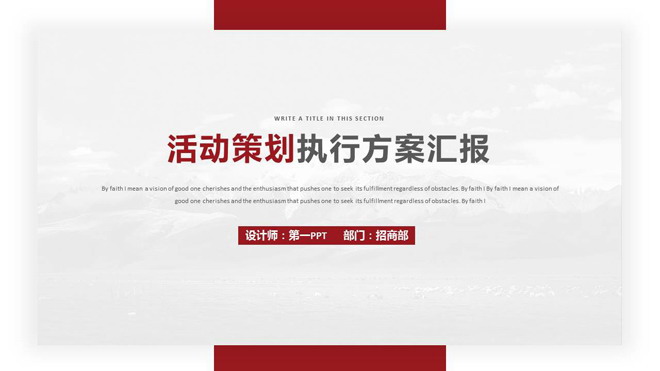 WRITE A TITLE IN THIS SECTION
活动策划执行方案汇报
By faith I mean a vision of good one cherishes and the enthusiasm that pushes one to seek its fulfillment regardless of obstacles. By faith I By faith I mean a vision of
good one cherishes and the enthusiasm that pushes one to seek its fulfillment regardless of obstacles. By faith I
设计师：第一PPT 部门：招商部